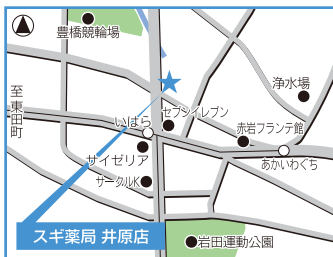 豊橋競輪場
浄水場
至東田町
セブンイレブン
いはら
赤岩フランテ館
サイゼリア
あかいわぐち
サークルK
スギ薬局 井原店
岩田運動公園